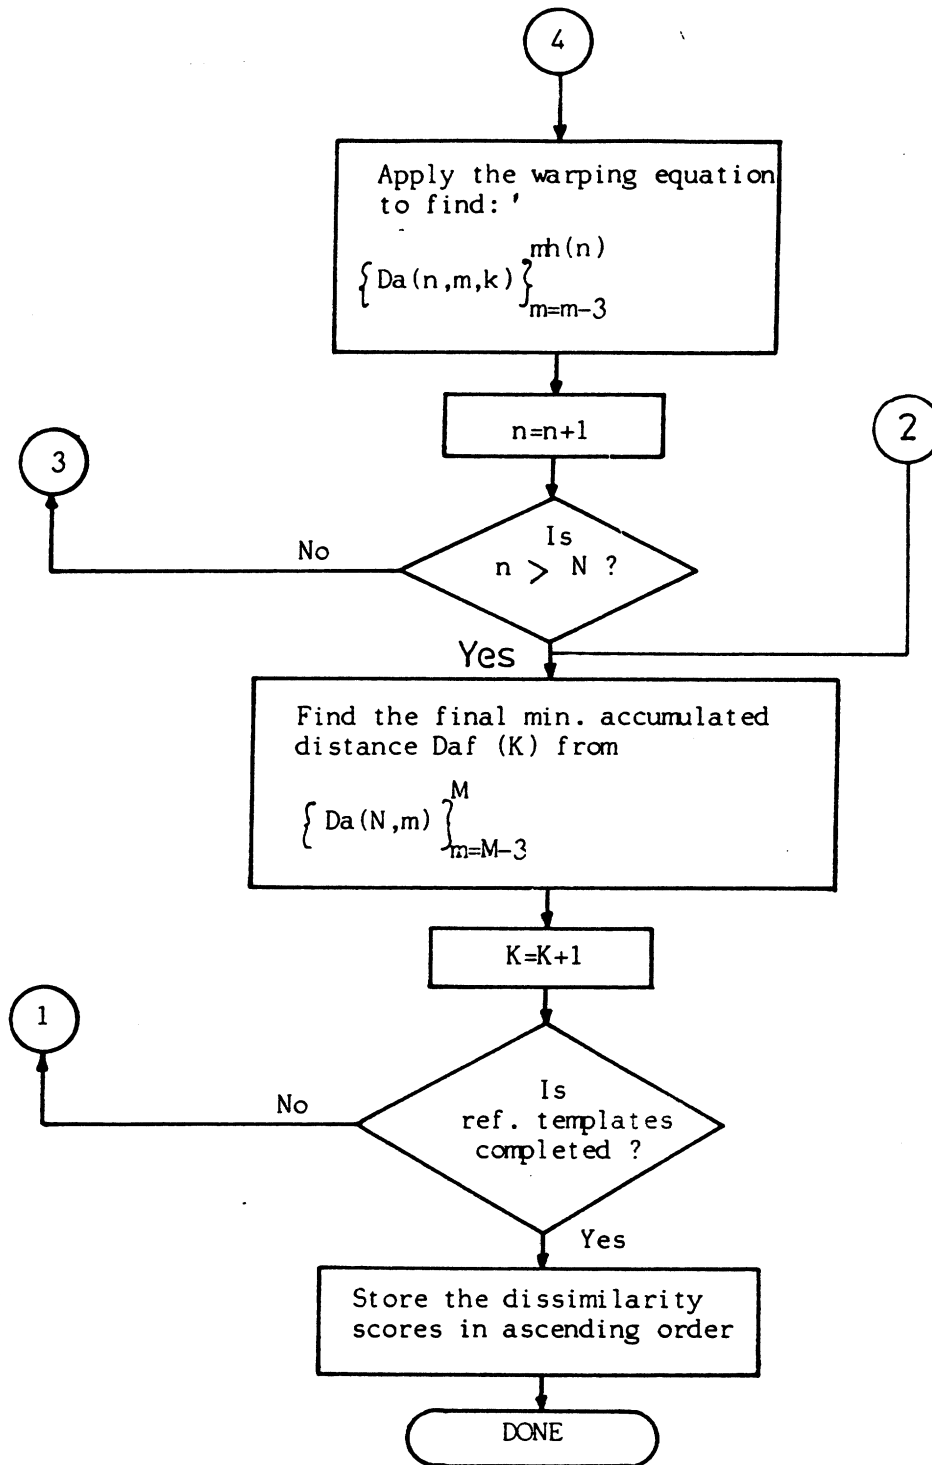 4
Apply the warping equation
to find:
{Da(n,m,k)}
mh(n)
m=m-3
n=n+1
2
3
Is
n > N ?
No
Yes
Find the final min. accumulated
distance Daf (K) from
{Da(N,m)}
M
m=M-3
K=K+1
1
Is
ref. templates
completed ?
No
Yes
Store the dissimilarity
scores in ascending order
DONE